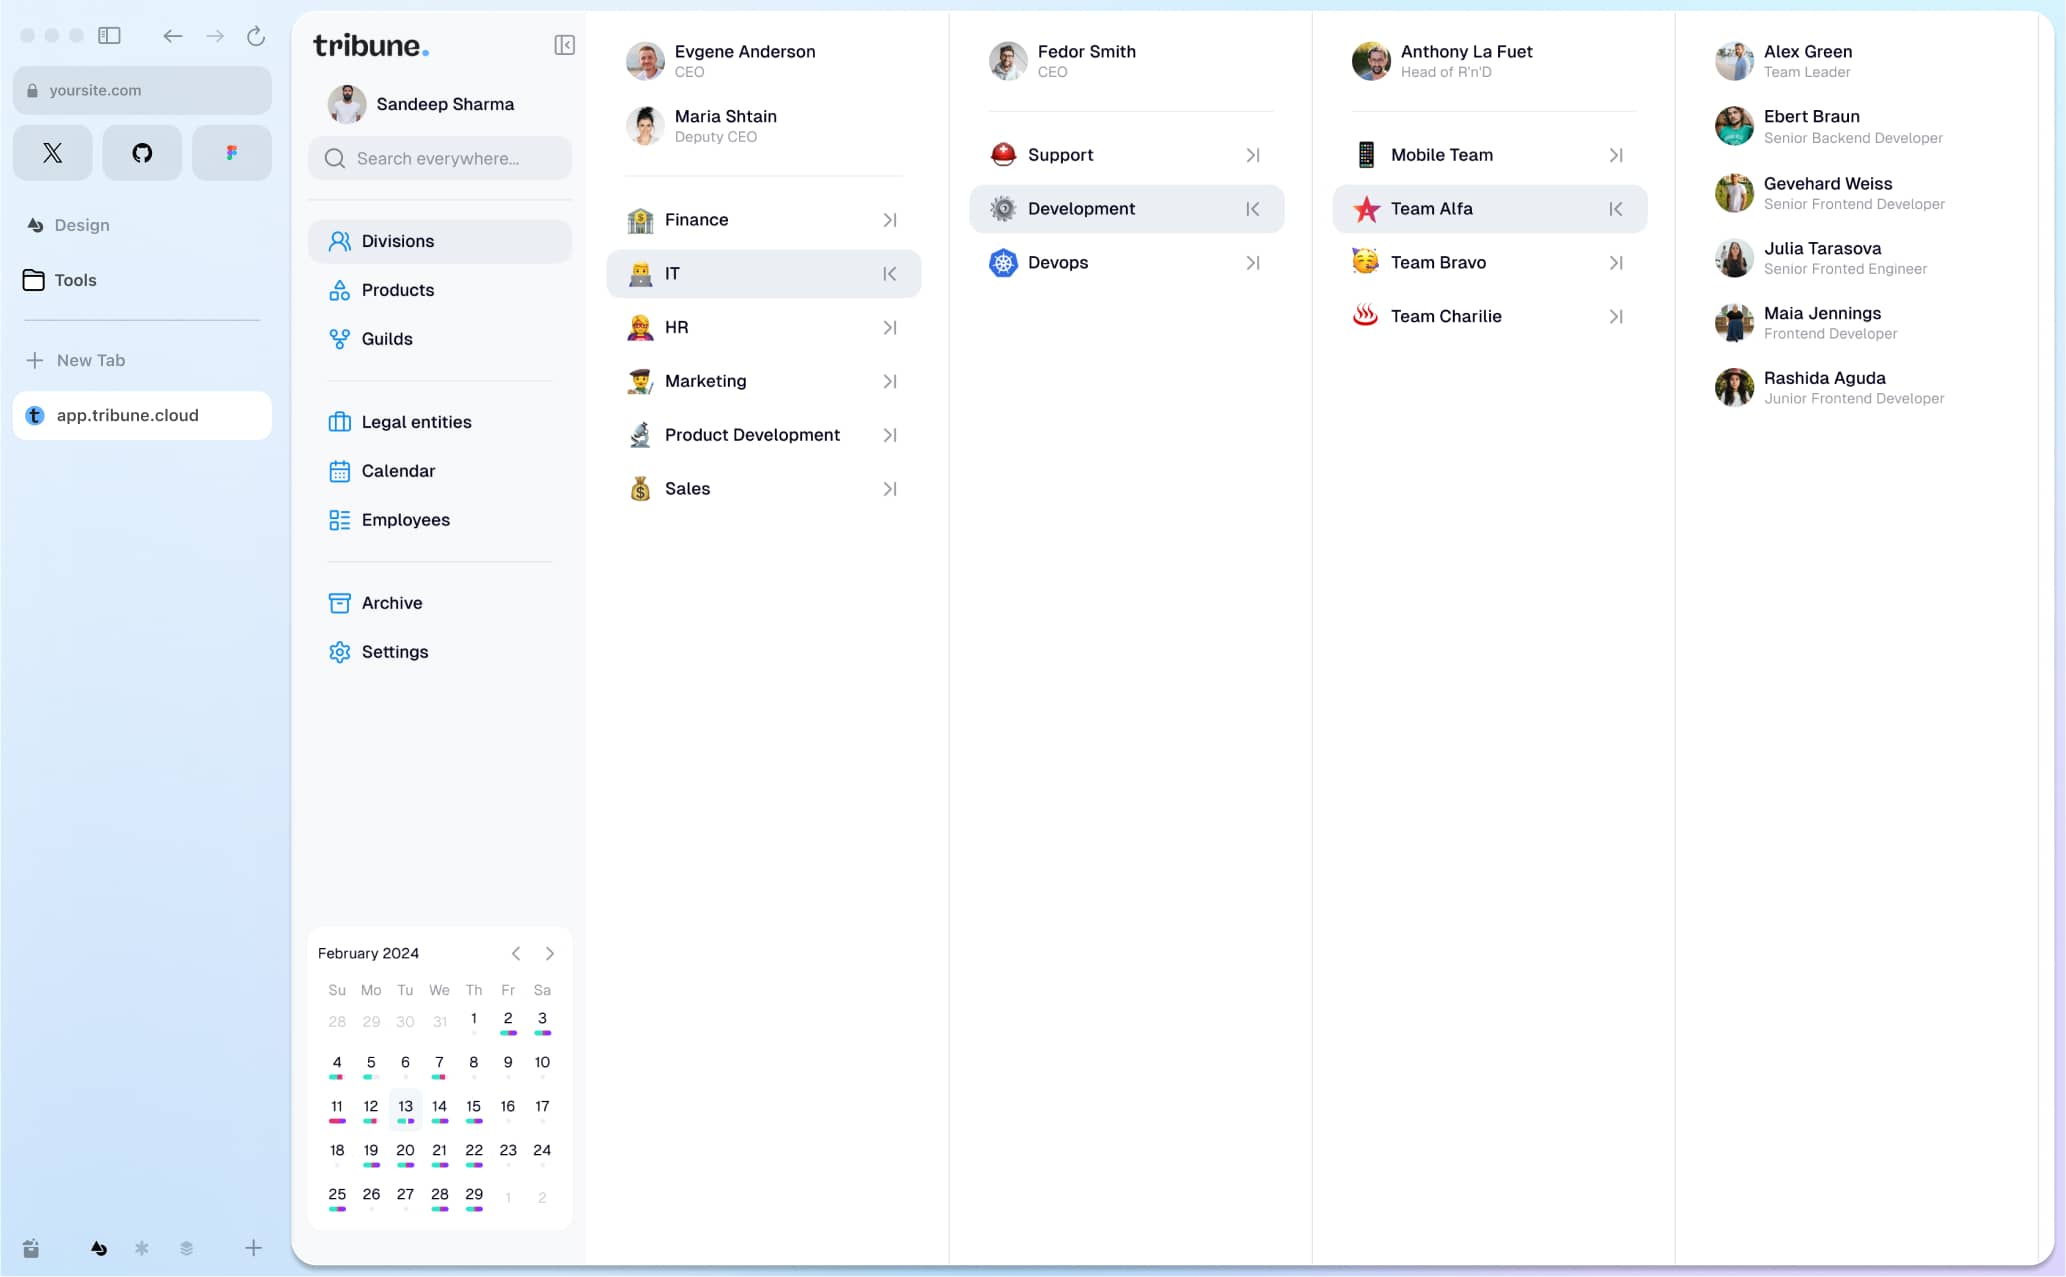 yoursite.com
Design
Tools
New Tab
app.tribune.cloud
tribune.
Sandeep Sharma
Search everywhere...
Divisions
Products
Guilds
Legal entities
Calendar
Employees
Archive
Settings
February 2024
Su Mo Tu We Th Fr Sa
28 29 30 31 1 2 3
4 5 6 7 8 9 10
11 12 13 14 15 16 17
18 19 20 21 22 23 24
25 26 27 28 29 1 2
Evgene Anderson
CEO
Maria Shtain
Deputy CEO
Finance
IT
HR
Marketing
Product Development
Sales
Fedor Smith
CEO
Support
Development
Devops
Anthony La Fuet
Head of R'n'D
Mobile Team
Team Alfa
Team Bravo
Team Charilie
Alex Green
Team Leader
Ebert Braun
Senior Backend Developer
Gevehard Weiss
Senior Frontend Developer
Julia Tarasova
Senior Fronted Engineer
Maia Jennings
Frontend Developer
Rashida Aguda
Junior Frontend Developer